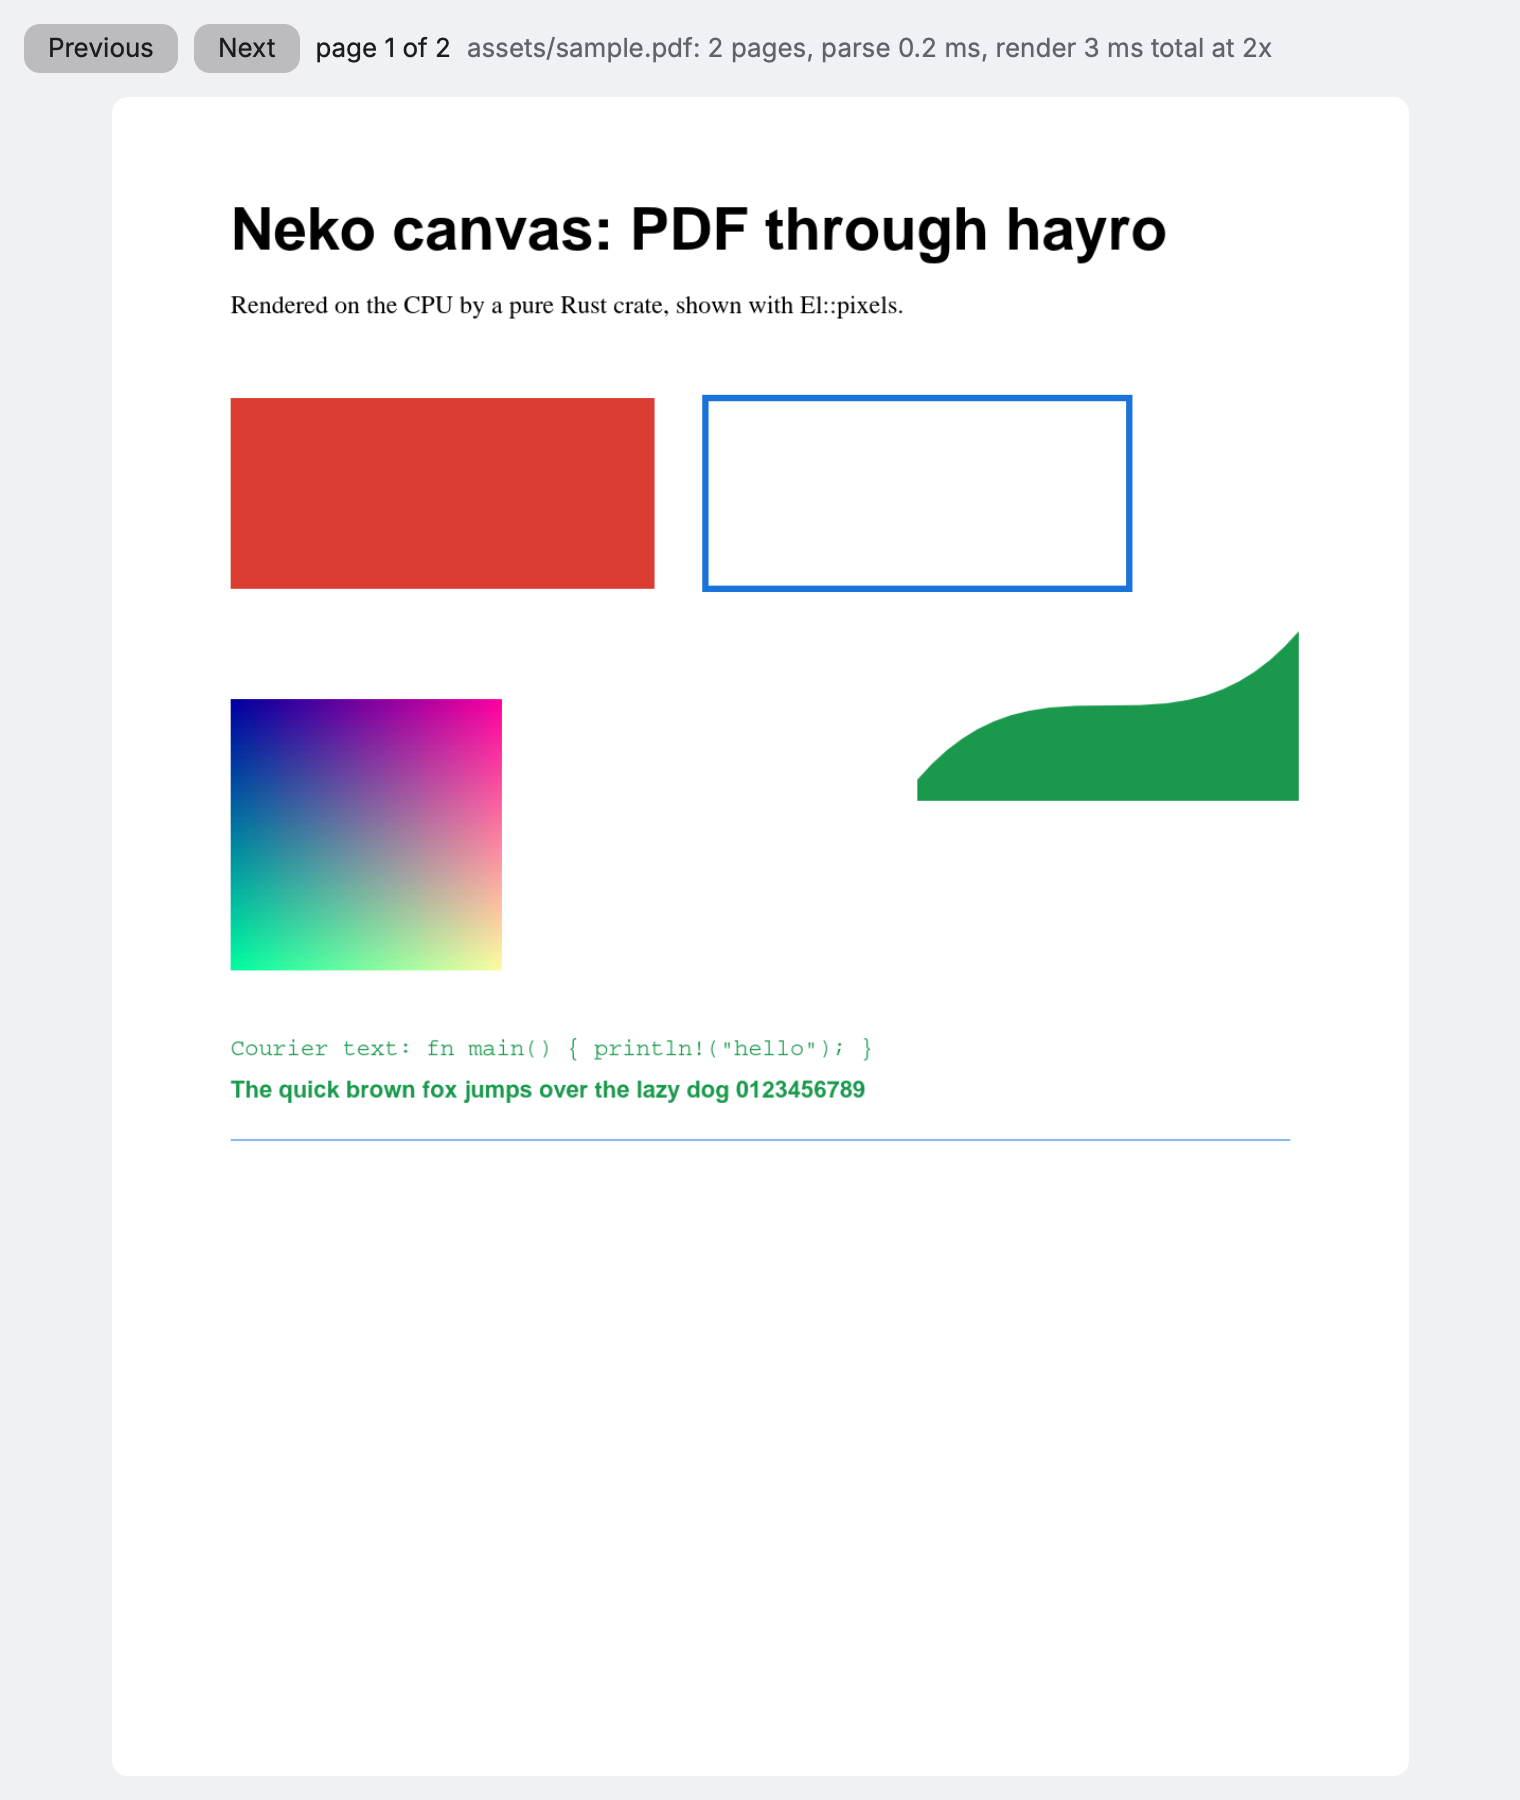 Previous Next page 1 of 2 assets/sample.pdf: 2 pages, parse 0.2 ms, render 3 ms total at 2x
Neko canvas: PDF through hayro
Rendered on the CPU by a pure Rust crate, shown with El::pixels.
Courier text: fn main() { println!("hello"); }
The quick brown fox jumps over the lazy dog 0123456789